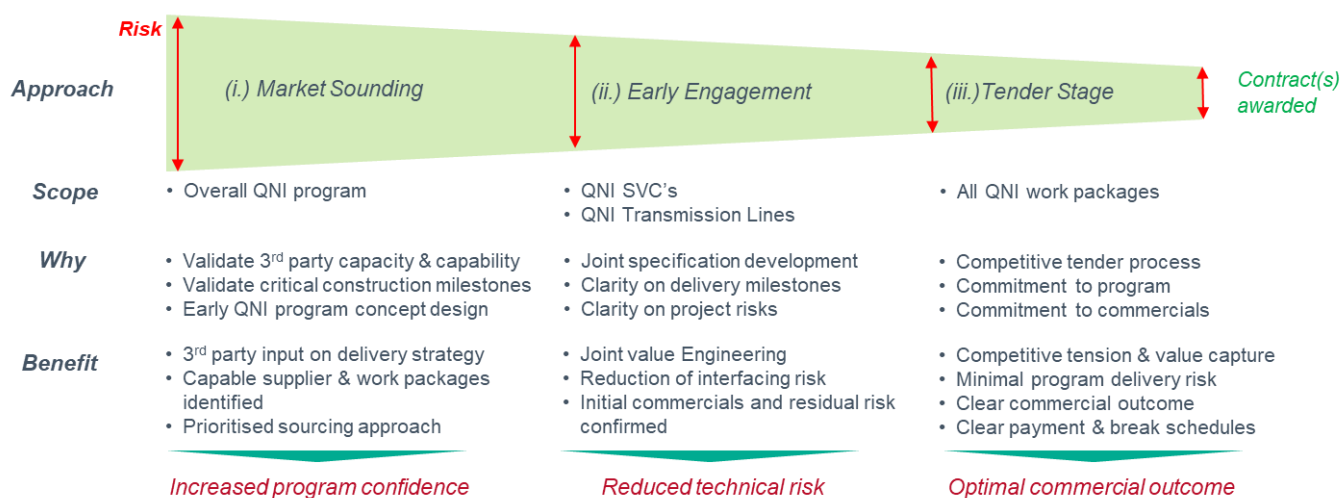 Risk
Approach
(i.) Market Sounding
(ii.) Early Engagement
(iii.)Tender Stage
Contract(s)
awarded
Scope
• Overall QNI program
• QNI SVC's
• QNI Transmission Lines
• All QNI work packages
Why
• Validate 3rd party capacity & capability
• Validate critical construction milestones
• Early QNI program concept design
• Joint specification development
• Clarity on delivery milestones
• Clarity on project risks
• Competitive tender process
• Commitment to program
• Commitment to commercials
Benefit
• 3rd party input on delivery strategy
• Capable supplier & work packages
identified
• Prioritised sourcing approach
• Joint value Engineering
• Reduction of interfacing risk
• Initial commercials and residual risk
confirmed
• Competitive tension & value capture
• Minimal program delivery risk
• Clear commercial outcome
• Clear payment & break schedules
Increased program confidence
Reduced technical risk
Optimal commercial outcome